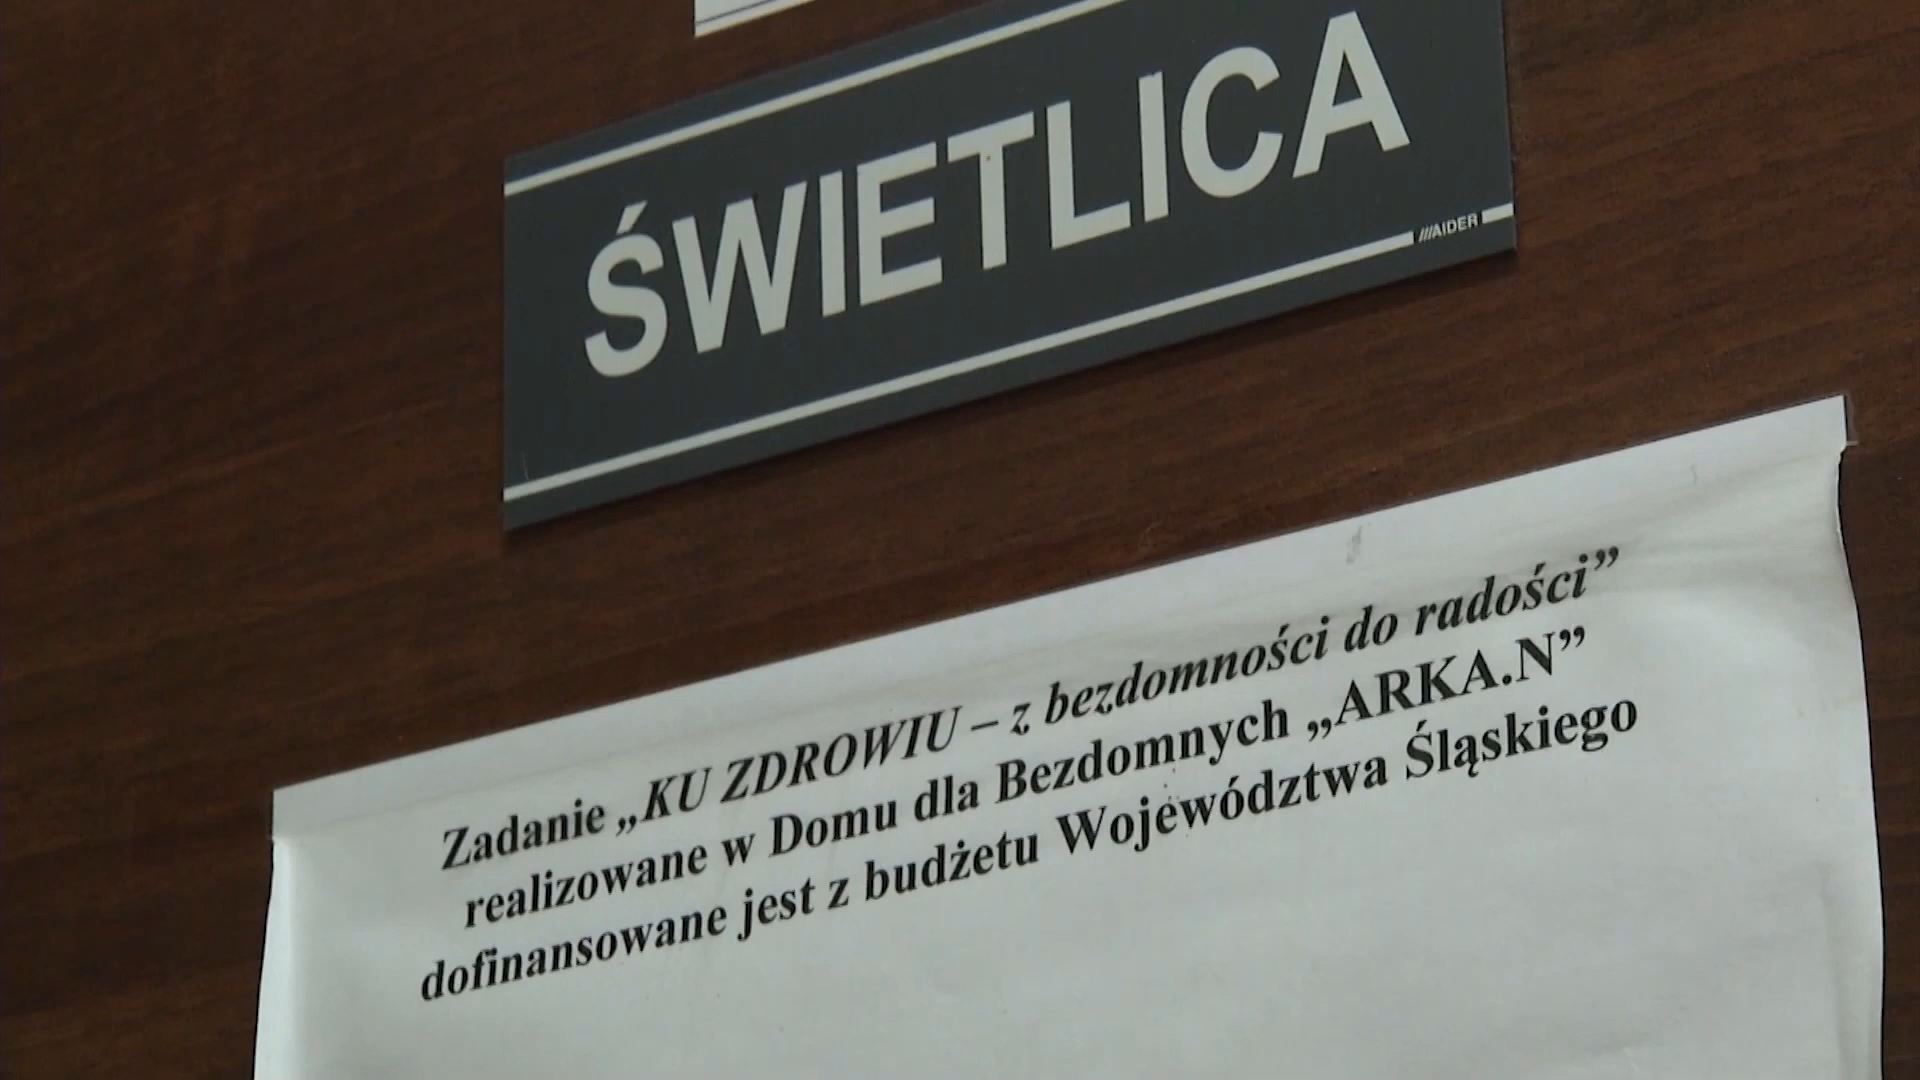 ŚWIETLICA
///AIDER
Zadanie „KU ZDROWIU – z bezdomności do radości”
realizowane w Domu dla Bezdomnych „ARKA.N”
dofinansowane jest z budżetu Województwa Śląskiego